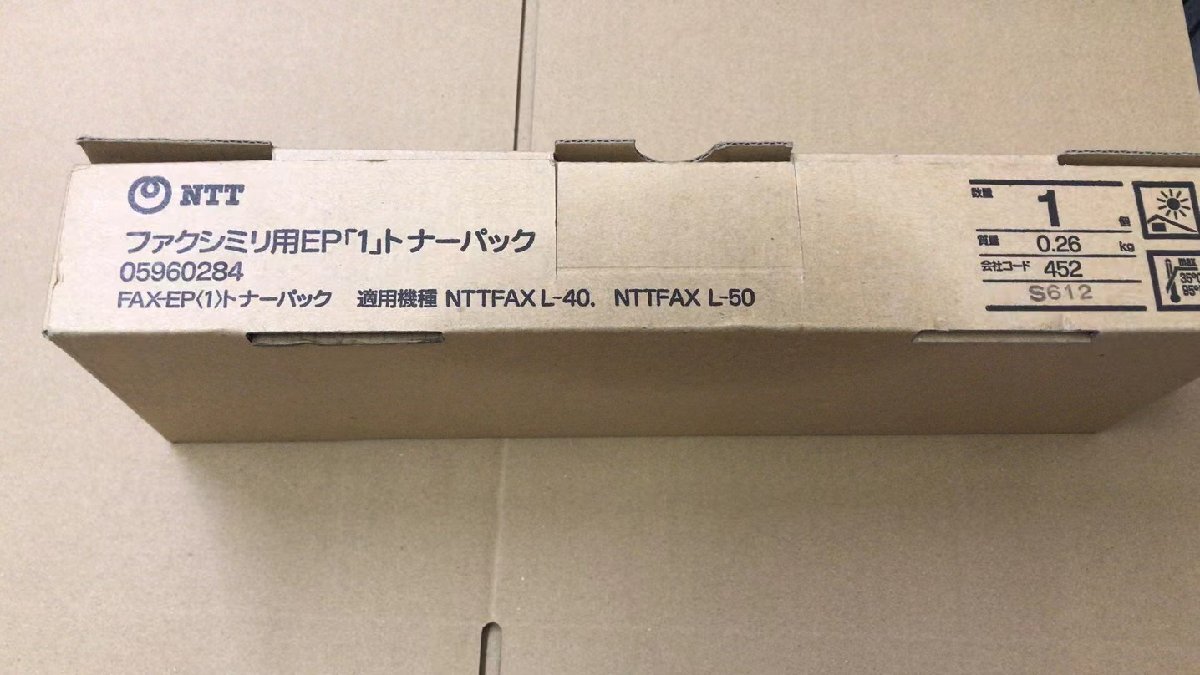 NTT
ファクシミリ用EP「1」トナーパック
05960284
FAX-EP〈1〉トナーパック 適用機種 NTTFAX L-40. NTTFAX L-50
数量 1 個
質量 0.26 kg
会社コード 452
S612
max
35℃